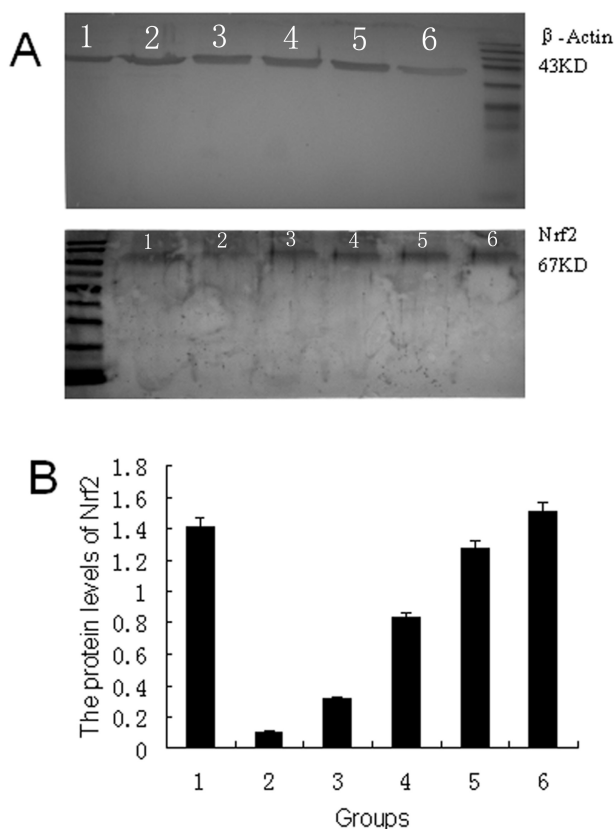 A
1 2 3 4 5 6
β-Actin
43KD
1 2 3 4 5 6
Nrf2
67KD
B
The protein levels of Nrf2
1.8
1.6
1.4
1.2
1
0.8
0.6
0.4
0.2
0
1 2 3 4 5 6
Groups